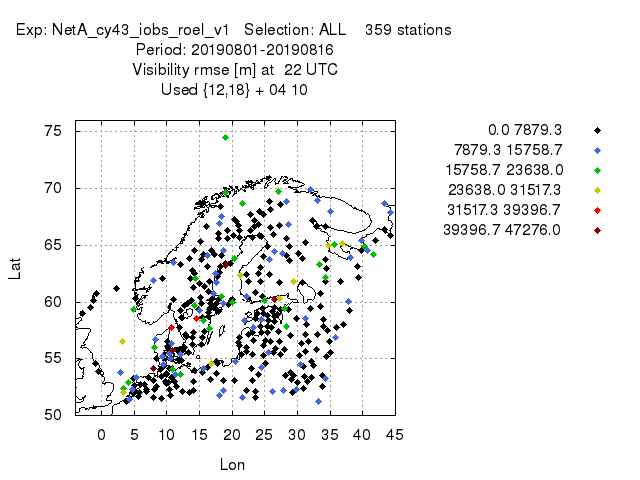 Exp: NetA_cy43_iobs_roel_v1 Selection: ALL 359 stations
Period: 20190801-20190816
Visibility rmse [m] at 22 UTC
Used {12,18} + 04 10
0.0 7879.3
7879.3 15758.7
15758.7 23638.0
23638.0 31517.3
31517.3 39396.7
39396.7 47276.0
75
70
65
60
55
50
Lat
0 5 10 15 20 25 30 35 40 45
Lon